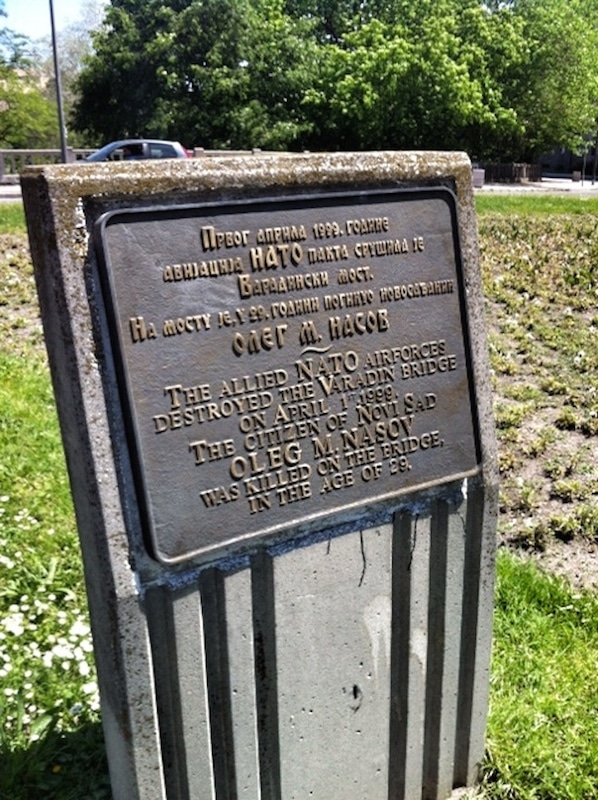 Првог априла 1999. године
авијација НАТО пакта срушила је
Варадински мост.
На мосту је, у 29. години погинуо новосађанин
ОЛЕГ М. НАСОВ
THE ALLIED NATO AIRFORCES
DESTROYED THE VARADIN BRIDGE
ON APRIL 1ST 1999.
THE CITIZEN OF NOVI SAD
OLEG M. NASOV
WAS KILLED ON THE BRIDGE,
IN THE AGE OF 29.